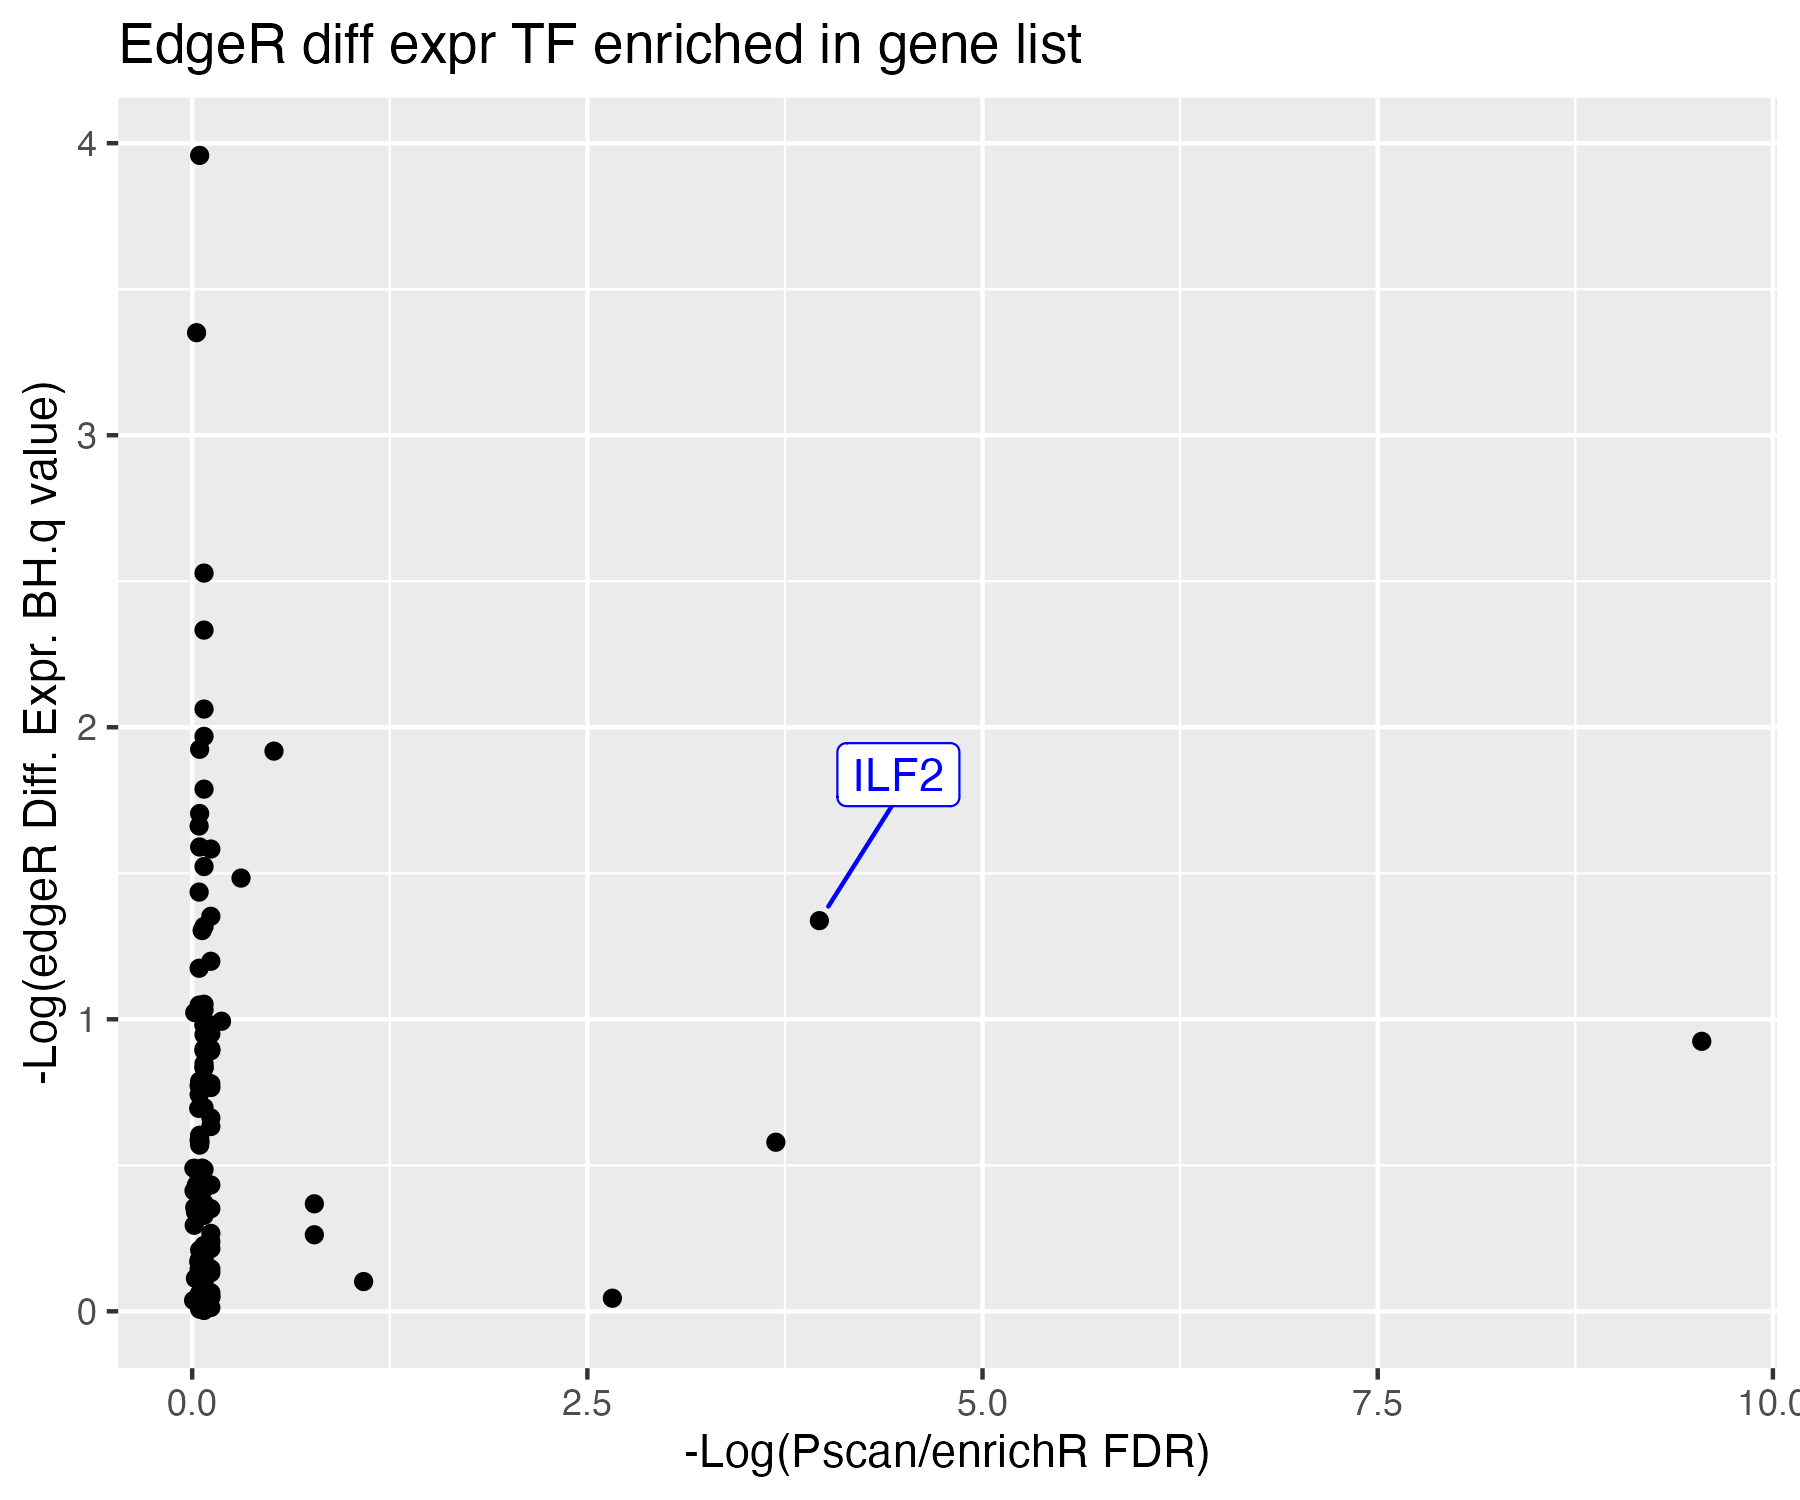 EdgeR diff expr TF enriched in gene list
-Log(edgeR Diff. Expr. BH.q value)
4
3
2
1
0
ILF2
0.0 2.5 5.0 7.5 10.0
-Log(Pscan/enrichR FDR)